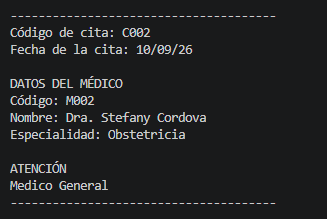 ---------------------------------------
Código de cita: C002
Fecha de la cita: 10/09/26
DATOS DEL MÉDICO
Código: M002
Nombre: Dra. Stefany Cordova
Especialidad: Obstetricia
ATENCIÓN
Medico General
---------------------------------------